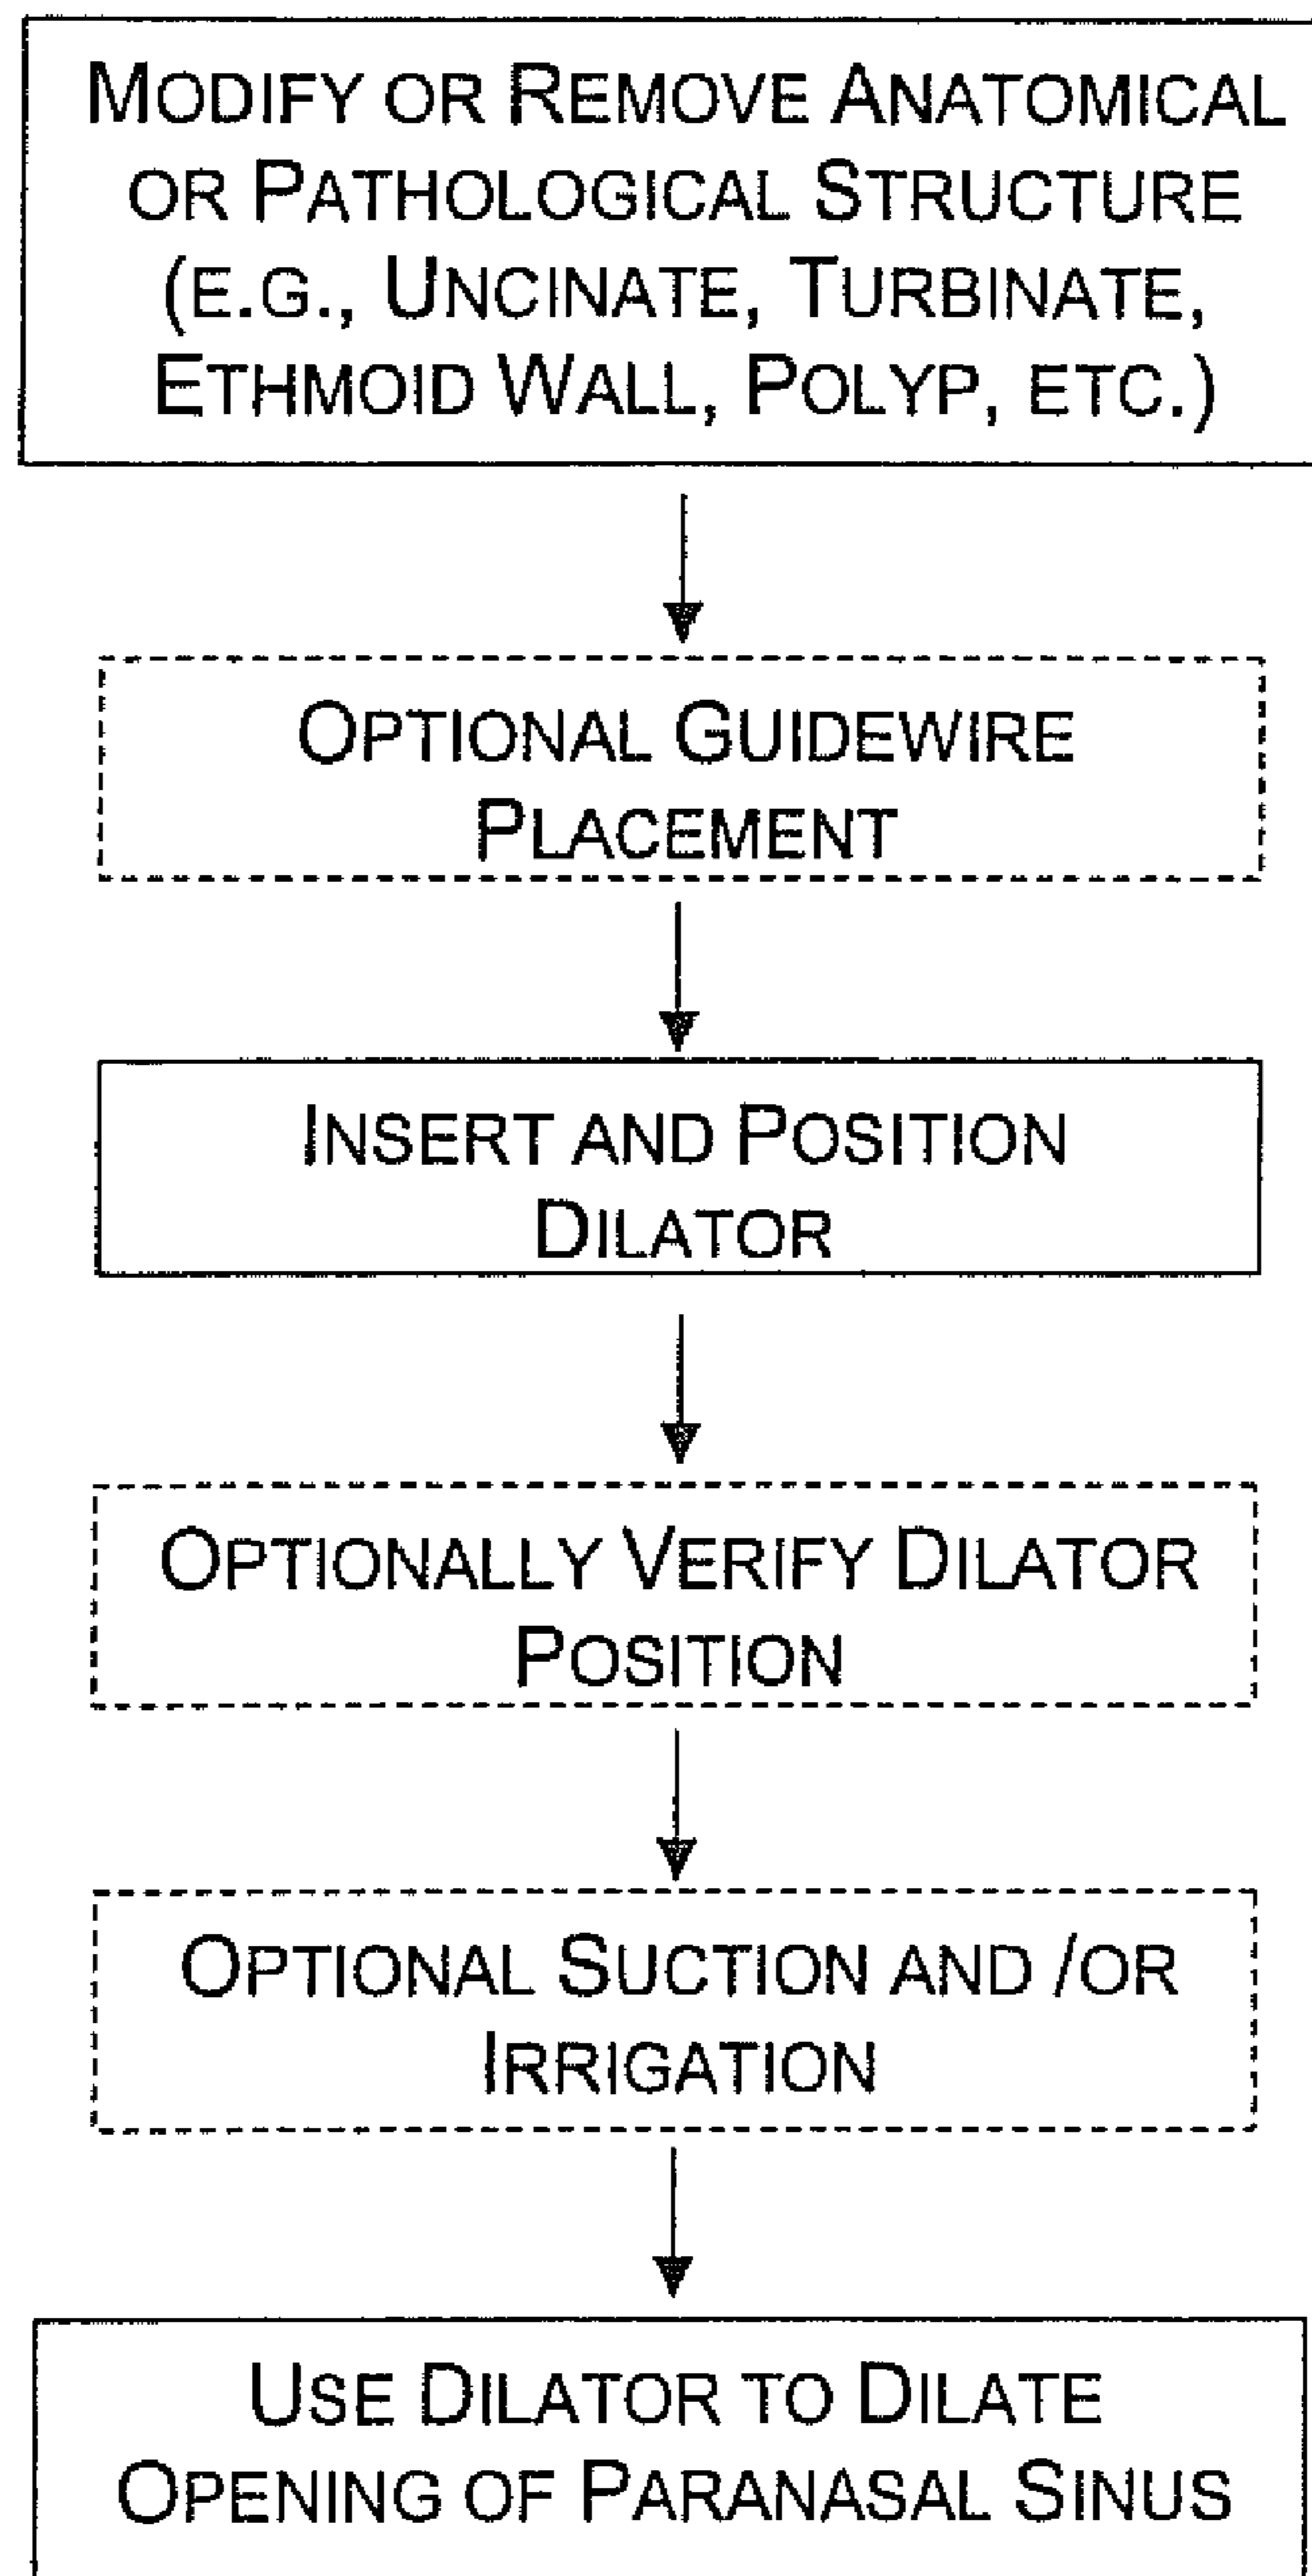 MODIFY OR REMOVE ANATOMICAL
OR PATHOLOGICAL STRUCTURE
(E.G., UNCINATE, TURBINATE,
ETHMOID WALL, POLYP, ETC.)
OPTIONAL GUIDEWIRE
PLACEMENT
INSERT AND POSITION
DILATOR
OPTIONALLY VERIFY DILATOR
POSITION
OPTIONAL SUCTION AND /OR
IRRIGATION
USE DILATOR TO DILATE
OPENING OF PARANASAL SINUS